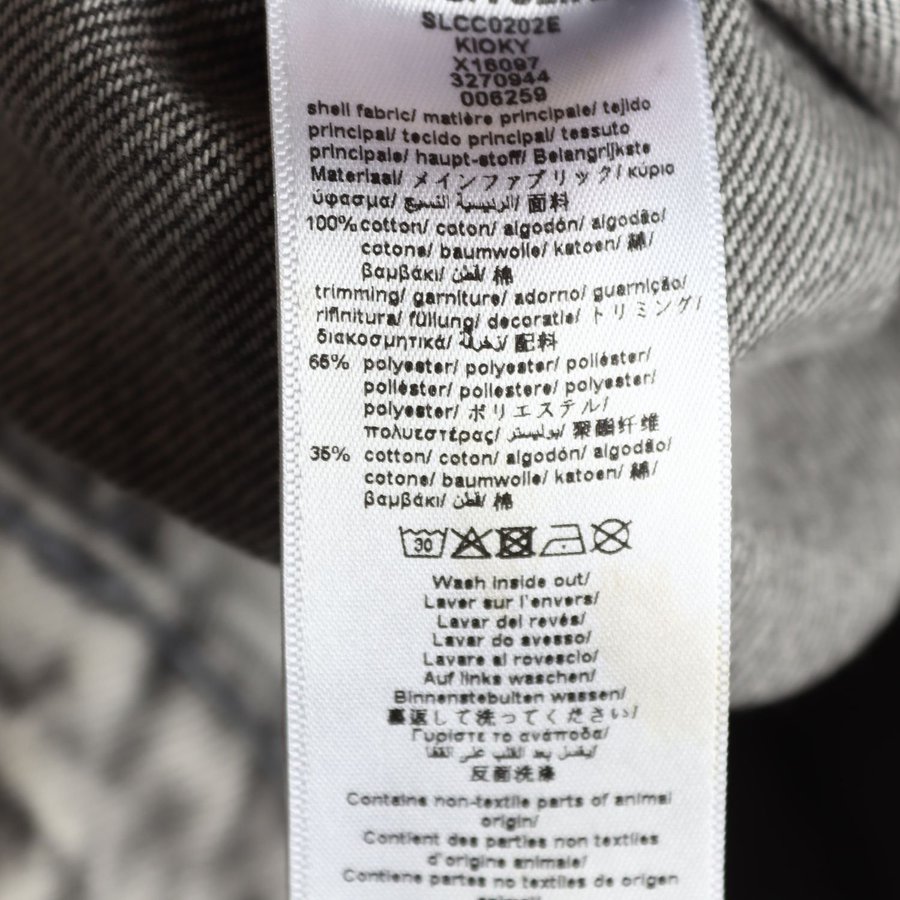 SLCC0202E
KIOKY
X16097
3270944
006259
shell fabric/ matière principale/ tejido
principal/ tecido principal/ tessuto
principale/ haupt-stoff/ Belangrijkste
Materiaal/ メインファブリック/ κύριο
ύφασμα/ الرئيسية النسيج/ 面料
100% cotton/ coton/ algodón/ algodão/
cotone/ baumwolle/ katoen/ 綿/
βαμβάκι/ قطن/ 棉
trimming/ garniture/ adorno/ guarnição/
rifinitura/ füllung/ decoratie/ トリミング/
διακοσμητικά/ زخرفة/ 配料
65% polyester/ polyester/ poliéster/
poliéster/ poliestere/ polyester/
polyester/ ポリエステル/
πολυεστέρας/ بوليستر/ 聚酯纤维
35% cotton/ coton/ algodón/ algodão/
cotone/ baumwolle/ katoen/ 綿/
βαμβάκι/ قطن/ 棉
30
Wash inside out/
Laver sur l'envers/
Lavar del revés/
Lavar do avesso/
Lavare al rovescio/
Auf links waschen/
Binnenstebuiten wassen/
裏返して洗ってください/
Γυρίστε το ανάποδα/
يغسل بعد القلب على القفا/
反面洗涤
Contains non-textile parts of animal
origin/
Contient des parties non textiles
d'origine animale/
Contiene partes no textiles de origen